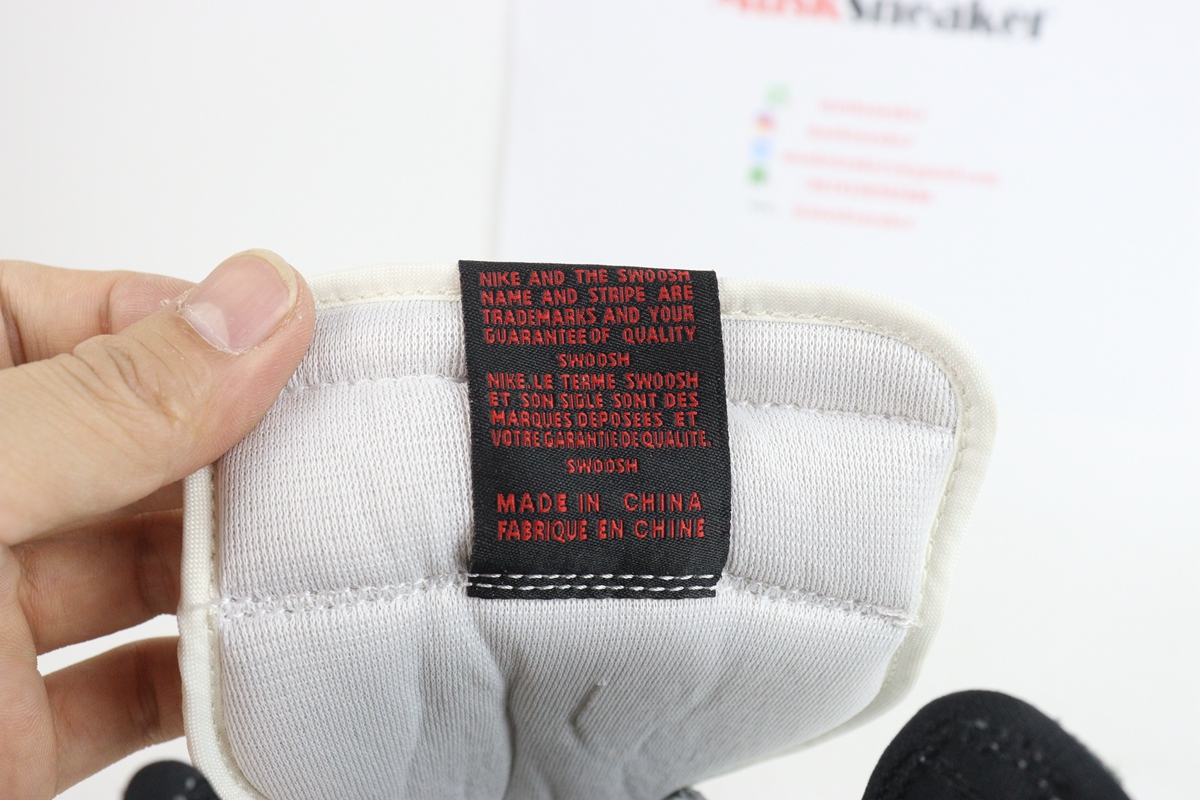 Sneaker
NIKE AND THE SWOOSH
NAME AND STRIPE ARE
TRADEMARKS AND YOUR
GUARANTEE OF QUALITY
SWOOSH
NIKE.LE TERME SWOOSH
ET SON SIGLE SONT DES
MARQUES DEPOSEES ET
VOTRE GARANTIE DE QUALITE.
SWOOSH
MADE IN CHINA
FABRIQUE EN CHINE